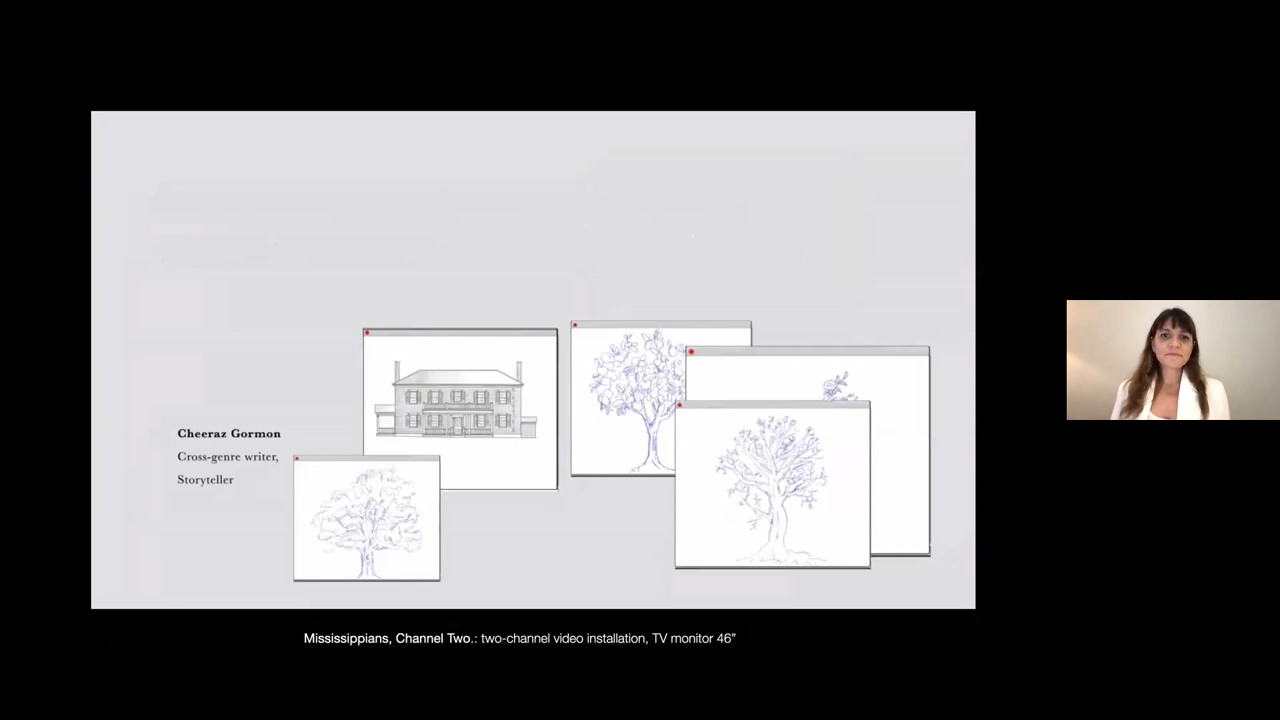 Cheeraz Gormon
Cross-genre writer,
Storyteller
Mississippians, Channel Two.: two-channel video installation, TV monitor 46”